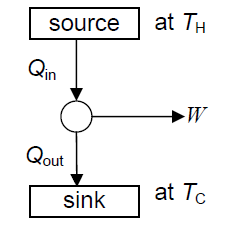 source at T_H
Q_in
W
Q_out
sink at T_C